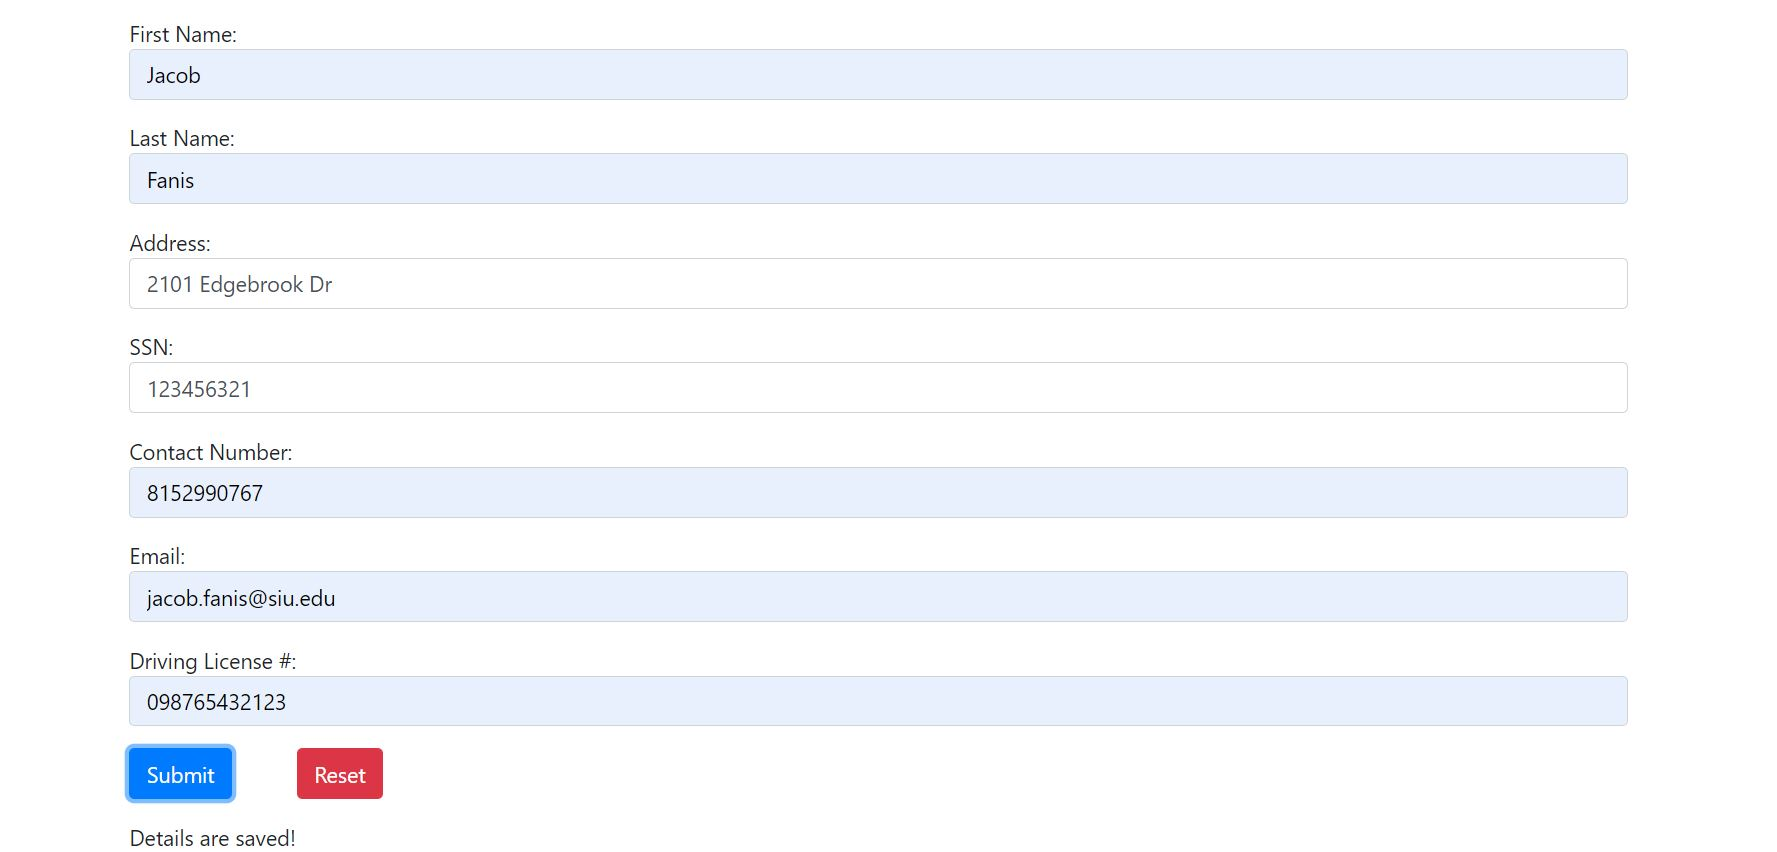 First Name:
Jacob
Last Name:
Fanis
Address:
2101 Edgebrook Dr
SSN:
123456321
Contact Number:
8152990767
Email:
jacob.fanis@siu.edu
Driving License #:
098765432123
Submit Reset
Details are saved!